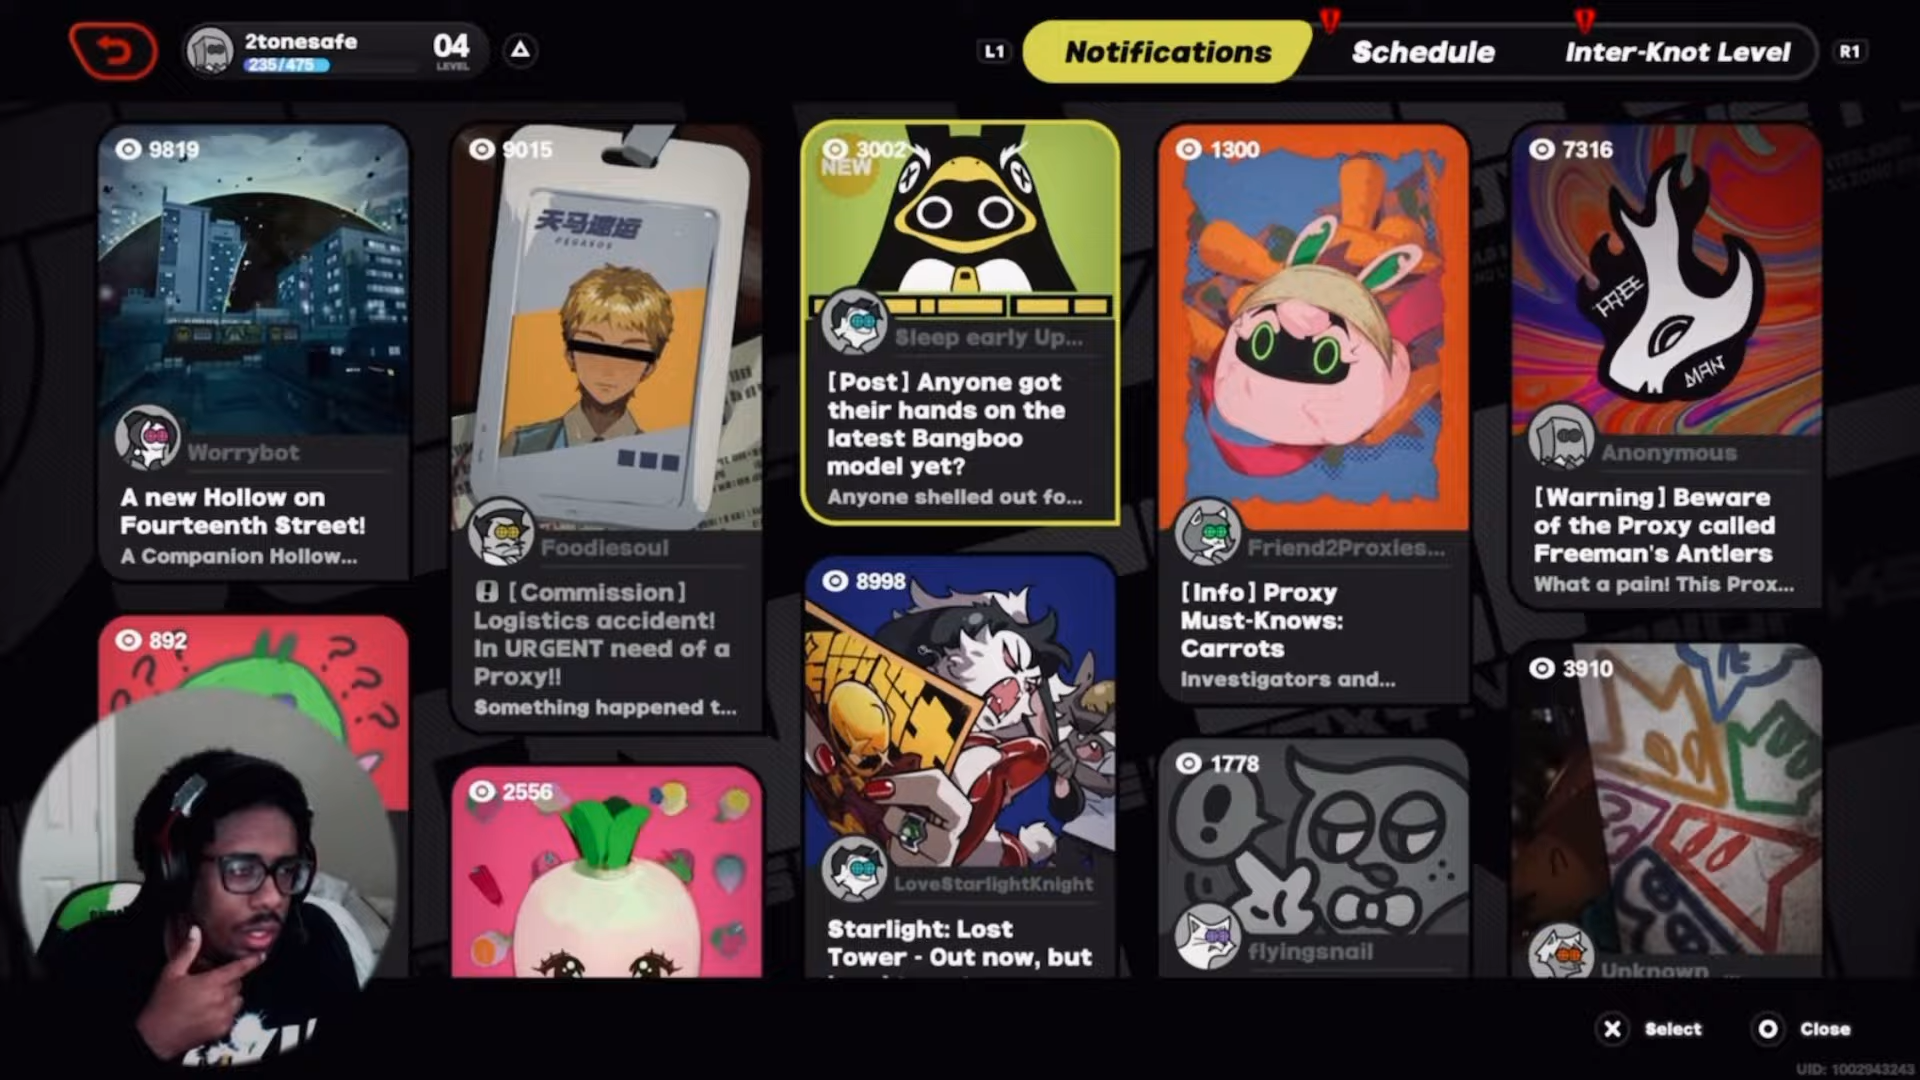 2tonesafe
235/475
04
LEVEL
L1
Notifications
Schedule
Inter-Knot Level
R1
9819
Worrybot
A new Hollow on
Fourteenth Street!
A Companion Hollow...
9015
天马速运
PEGASUS
Foodiesoul
[Commission]
Logistics accident!
In URGENT need of a
Proxy!!
Something happened t...
3002
NEW
Sleep early Up...
[Post] Anyone got
their hands on the
latest Bangboo
model yet?
Anyone shelled out fo...
1300
Friend2Proxies...
[Info] Proxy
Must-Knows:
Carrots
Investigators and...
7316
FREE
MAN
Anonymous
[Warning] Beware
of the Proxy called
Freeman's Antlers
What a pain! This Prox...
892
2556
8998
LoveStarlightKnight
Starlight: Lost
Tower - Out now, but
1778
flyingsnail
3910
Unknown ...
Select
Close
UID: 1002943243